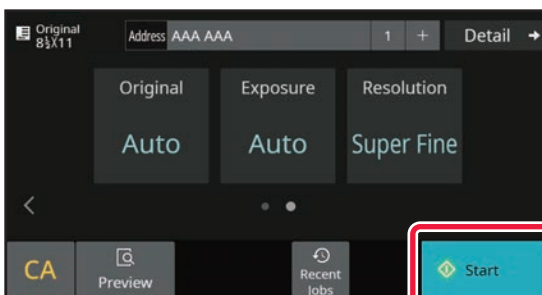 Original
8½X11
Address AAA AAA 1 + Detail
Original
Auto
Exposure
Auto
Resolution
Super Fine
CA
Preview
Recent
Jobs
Start